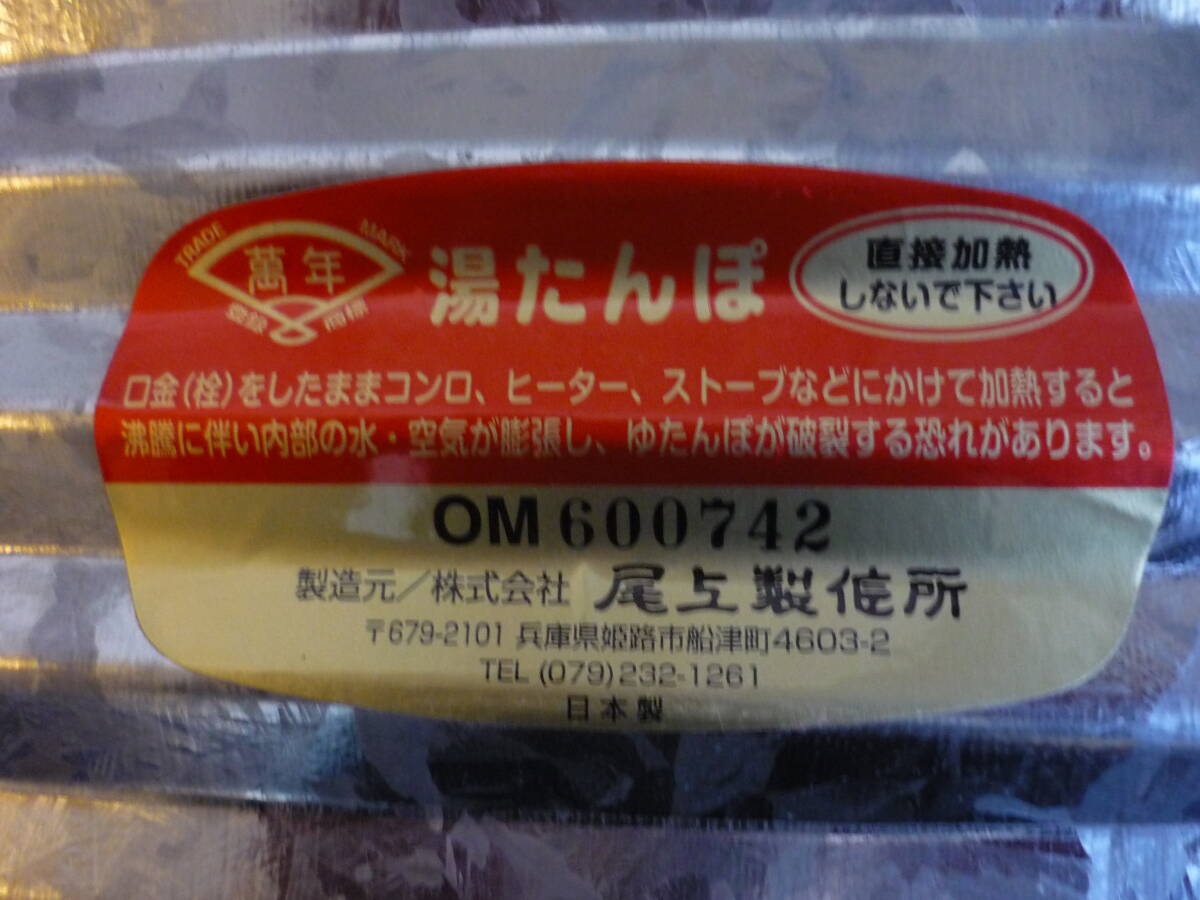 TRADE MARK
萬年
登録 商標
湯たんぽ
直接加熱
しないで下さい
口金(栓)をしたままコンロ、ヒーター、ストーブなどにかけて加熱すると
沸騰に伴い内部の水・空気が膨張し、ゆたんぽが破裂する恐れがあります。
OM600742
製造元/株式会社 尾上製作所
〒679-2101 兵庫県姫路市船津町4603-2
TEL (079)232-1261
日本製